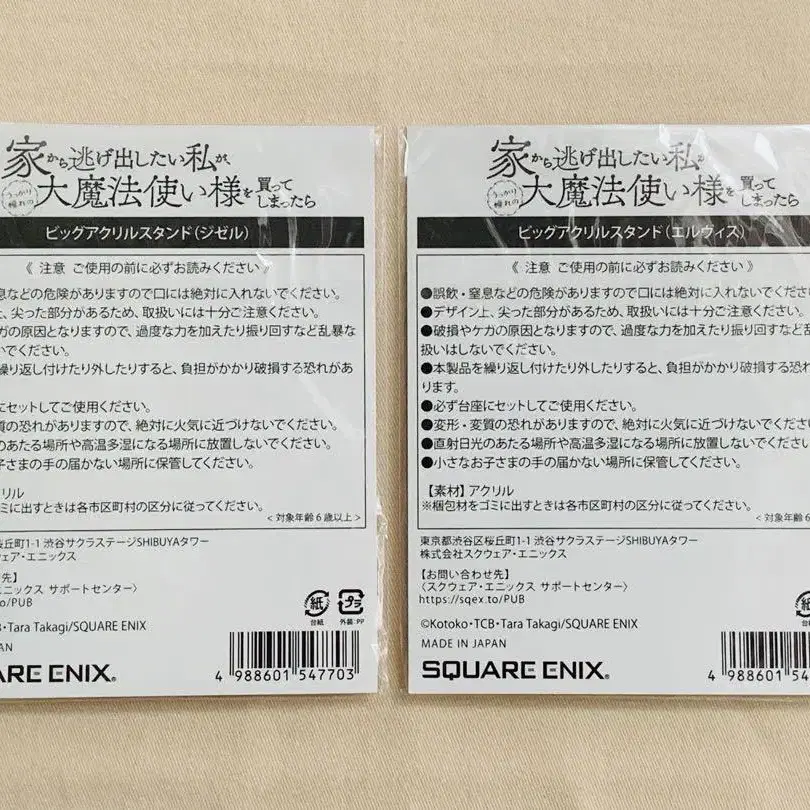 家から逃げ出したい私が、
うっかり憧れの
大魔法使い様を買ってしまったら
ビッグアクリルスタンド（ジゼル）
《 注意 ご使用の前に必ずお読みください 》
息などの危険がありますので口には絶対に入れないでください。
上、尖った部分があるため、取扱いには十分ご注意ください。
ガの原因となりますので、過度な力を加えたり振り回すなど乱暴な
いでください。
繰り返し付けたり外したりすると、負担がかかり破損する恐れがあ
にセットしてご使用ください。
質の恐れがありますので、絶対に火気に近づけないでください。
のあたる場所や高温多湿になる場所に放置しないでください。
子さまの手の届かない場所に保管してください。
リル
ミに出すときは各市区町村の区分に従ってください。
＜対象年齢６歳以上＞
桜丘町1-1 渋谷サクラステージSHIBUYAタワー
ウェア・エニックス
先】
エニックス サポートセンター〉
to/PUB
紙
台紙
プラ
外装:PP
B・Tara Takagi/SQUARE ENIX
AN
ARE ENIX®
4 988601 547703
家から逃げ出したい私が
うっかり憧れの
大魔法使い様を買ってしまったら
ビッグアクリルスタンド（エルヴィス）
《 注意 ご使用の前に必ずお読みください 》
●誤飲・窒息などの危険がありますので口には絶対に入れないでください。
●デザイン上、尖った部分があるため、取扱いには十分ご注意ください。
●破損やケガの原因となりますので、過度な力を加えたり振り回すなど乱
扱いはしないでください。
●本製品を繰り返し付けたり外したりすると、負担がかかり破損する恐れ
ります。
●必ず台座にセットしてご使用ください。
●変形・変質の恐れがありますので、絶対に火気に近づけないでください。
●直射日光のあたる場所や高温多湿になる場所に放置しないでくださ
●小さなお子さまの手の届かない場所に保管してください。
【素材】アクリル
※梱包材をゴミに出すときは各市区町村の区分に従ってください。
＜対象年齢６
東京都渋谷区桜丘町1-1 渋谷サクラステージSHIBUYAタワー
株式会社スクウェア・エニックス
【お問い合わせ先】
〈スクウェア・エニックス サポートセンター〉
https://sqex.to/PUB
紙
©Kotoko・TCB・Tara Takagi/SQUARE ENIX
MADE IN JAPAN
SQUARE ENIX®
4 988601 54